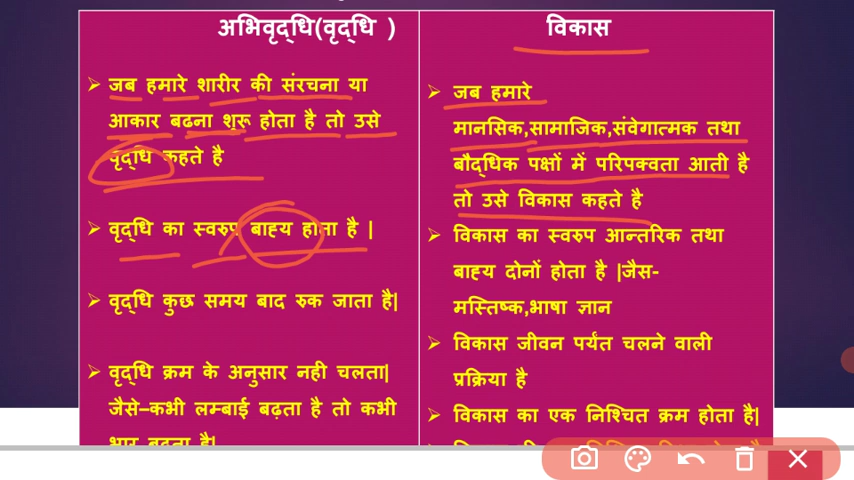 अभिवृद्धि(वृद्धि )
जब हमारे शारीर की संरचना या
आकार बढना शुरू होता है तो उसे
वृद्धि कहते है
वृद्धि का स्वरुप बाह्य होता है |
वृद्धि कुछ समय बाद रुक जाता है|
वृद्धि क्रम के अनुसार नही चलता|
जैसे–कभी लम्बाई बढ़ता है तो कभी
विकास
जब हमारे
मानसिक,सामाजिक,संवेगात्मक तथा
बौद्धिक पक्षों में परिपक्वता आती है
तो उसे विकास कहते है
विकास का स्वरुप आन्तरिक तथा
बाह्य दोनों होता है |जैस-
मस्तिष्क,भाषा ज्ञान
विकास जीवन पर्यंत चलने वाली
प्रक्रिया है
विकास का एक निश्चित क्रम होता है|